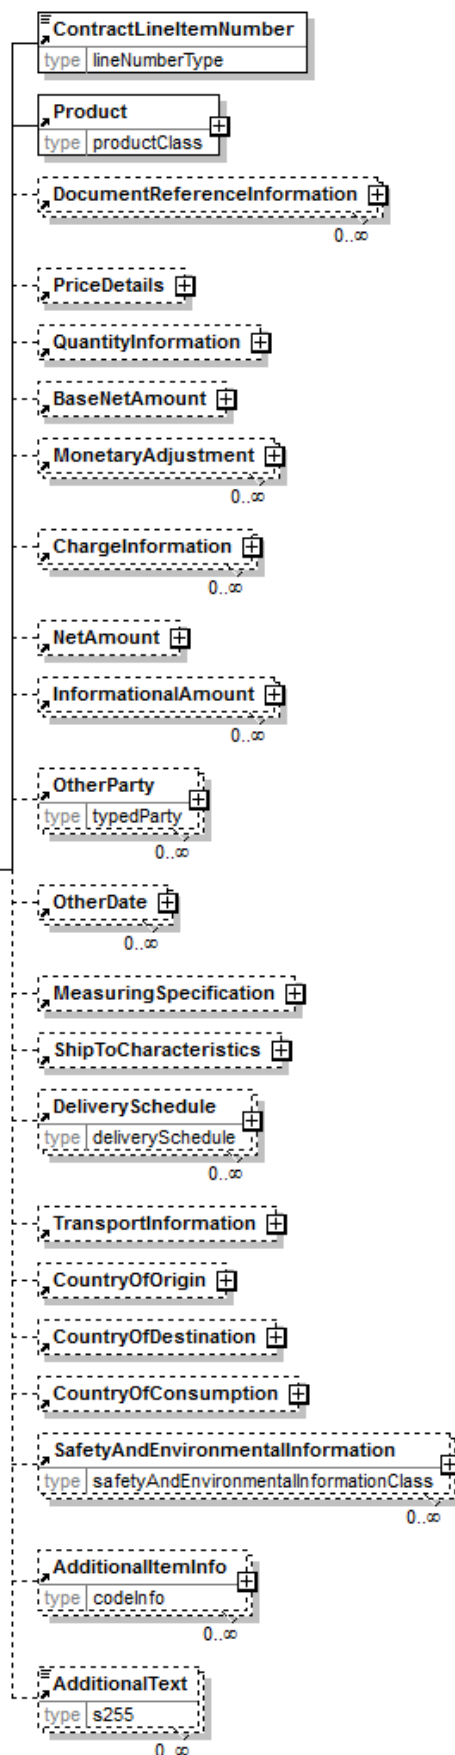 ContractLineItemNumber
type lineNumberType
Product
type productClass
DocumentReferenceInformation
0..∞
PriceDetails
QuantityInformation
BaseNetAmount
MonetaryAdjustment
0..∞
ChargeInformation
0..∞
NetAmount
InformationalAmount
0..∞
OtherParty
type typedParty
0..∞
OtherDate
0..∞
MeasuringSpecification
ShipToCharacteristics
DeliverySchedule
type deliverySchedule
0..∞
TransportInformation
CountryOfOrigin
CountryOfDestination
CountryOfConsumption
SafetyAndEnvironmentalInformation
type safetyAndEnvironmentalInformationClass
0..∞
AdditionalItemInfo
type codeInfo
0..∞
AdditionalText
type s255
0..∞